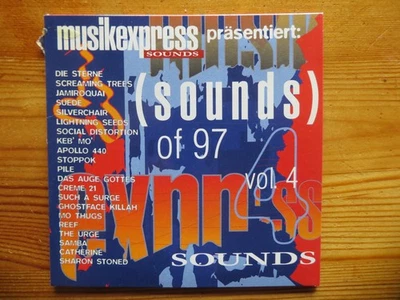 musikexpress präsentiert:
SOUNDS
DIE STERNE
SCREAMING TREES
JAMIROQUAI
SUEDE
SILVERCHAIR
LIGHTNING SEEDS
SOCIAL DISTORTION
KEB' MO'
APOLLO 440
STOPPOK
PILE
DAS AUGE GOTTES
CREME 21
SUCH A SURGE
GHOSTFACE KILLAH
MO THUGS
REEF
THE URGE
SAMBA
CATHERINE
SHARON STONED
(sounds)
of 97
vol. 4
SOUNDS